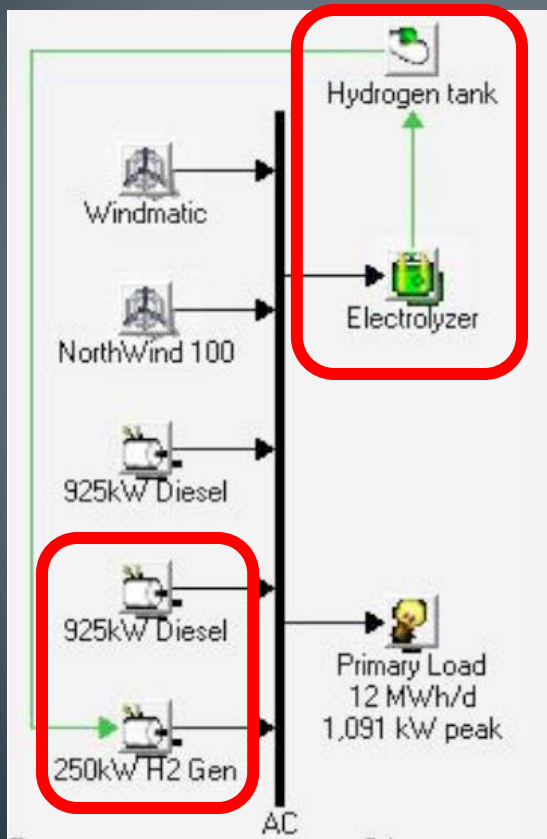 Hydrogen tank
Windmatic
Electrolyzer
NorthWind 100
925kW Diesel
925kW Diesel
Primary Load
12 MWh/d
1,091 kW peak
250kW H2 Gen
AC